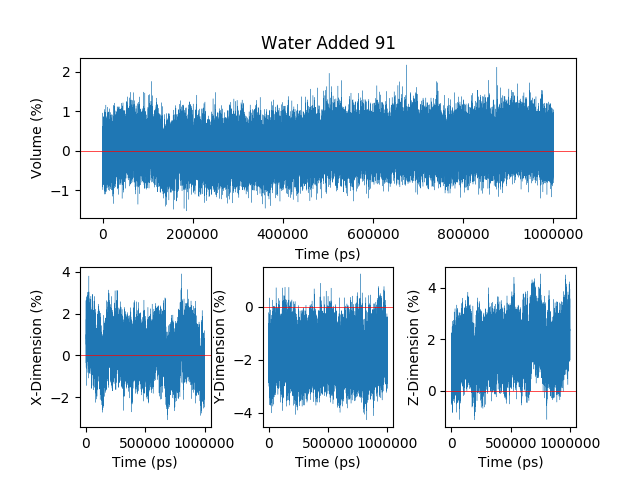 Water Added 91
Volume (%)
2
1
0
−1
0 200000 400000 600000 800000 1000000
Time (ps)
X-Dimension (%)
4
2
0
−2
0 500000 1000000
Time (ps)
Y-Dimension (%)
0
−2
−4
0 500000 1000000
Time (ps)
Z-Dimension (%)
4
2
0
0 500000 1000000
Time (ps)